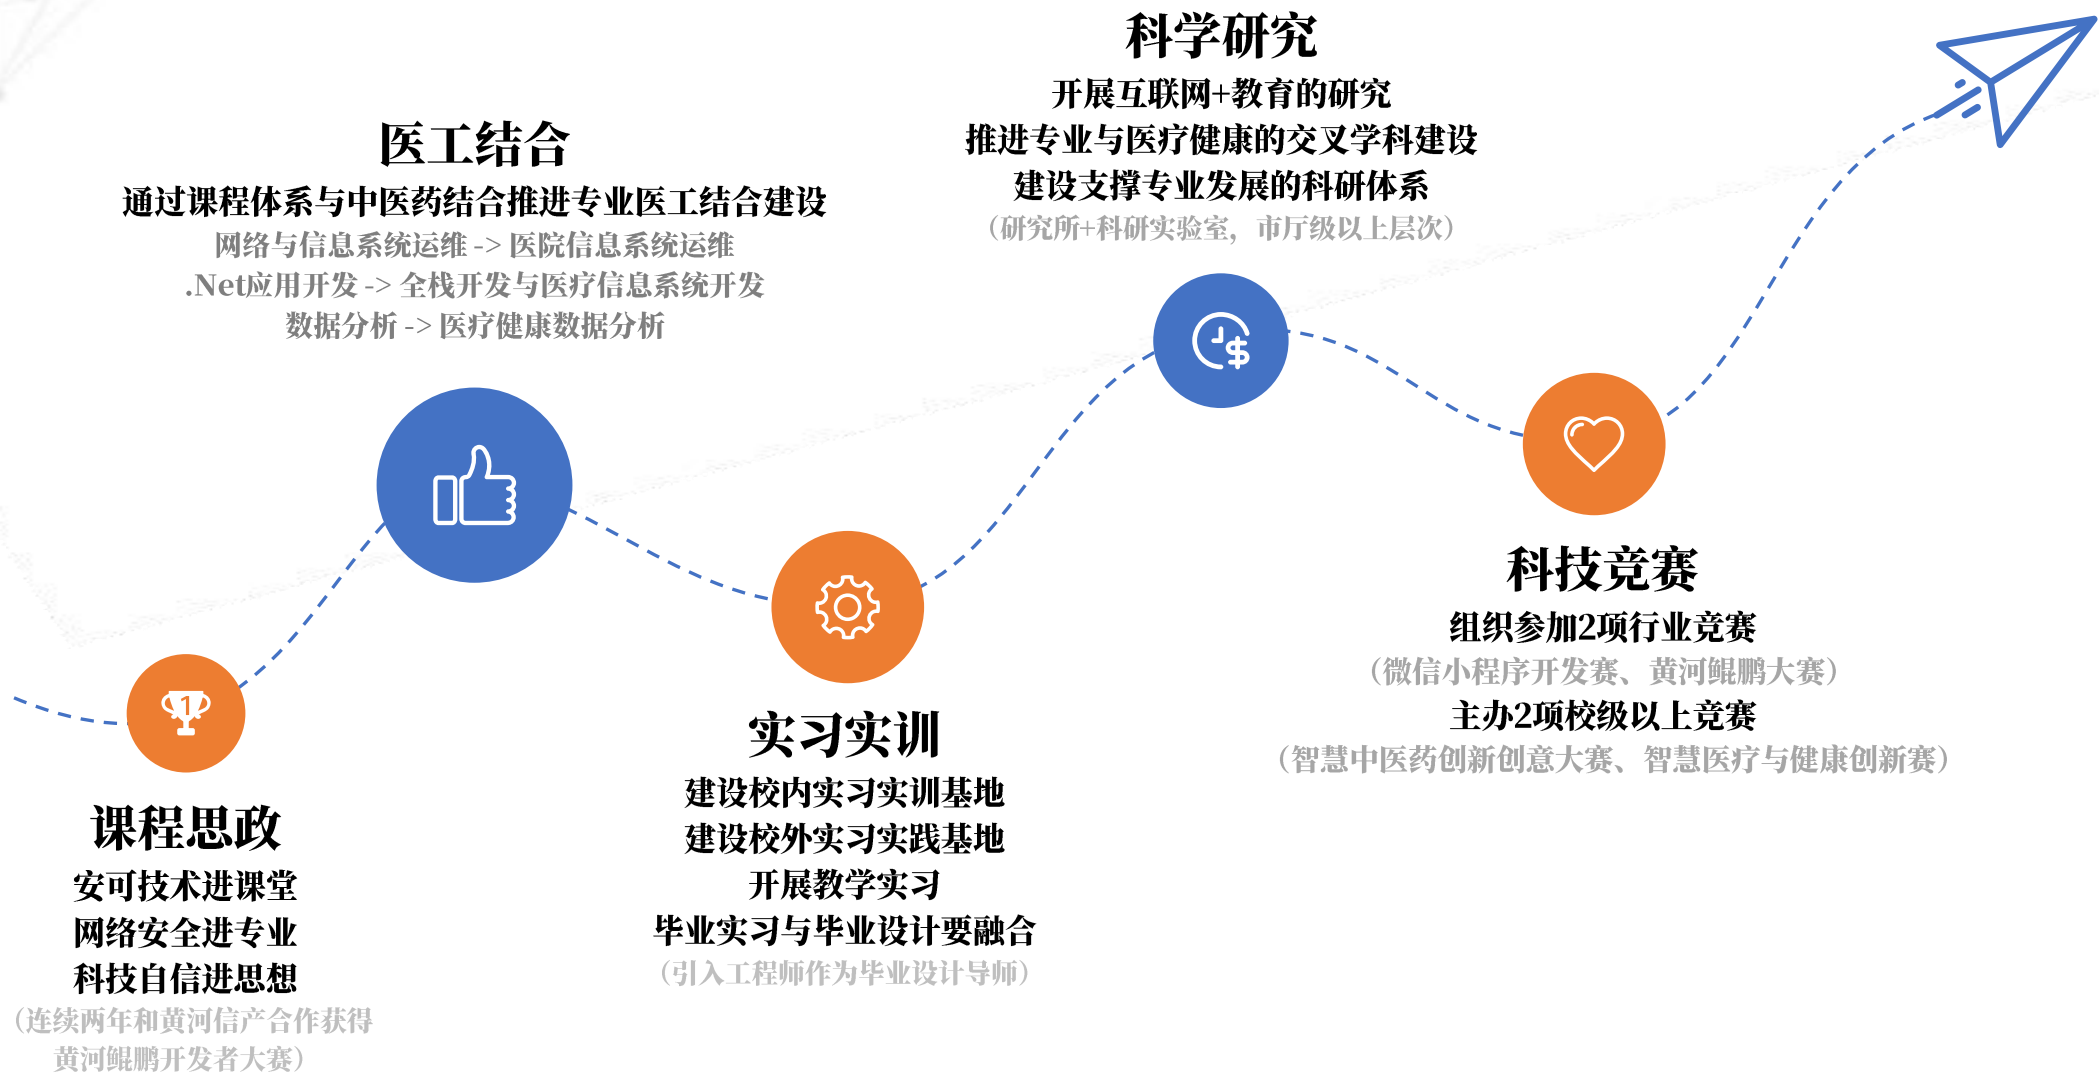 科学研究
开展互联网+教育的研究
推进专业与医疗健康的交叉学科建设
建设支撑专业发展的科研体系
（研究所+科研实验室，市厅级以上层次）
医工结合
通过课程体系与中医药结合推进专业医工结合建设
网络与信息系统运维 -> 医院信息系统运维
.Net应用开发 -> 全栈开发与医疗信息系统开发
数据分析 -> 医疗健康数据分析
$
1
科技竞赛
组织参加2项行业竞赛
（微信小程序开发赛、黄河鲲鹏大赛）
主办2项校级以上竞赛
（智慧中医药创新创意大赛、智慧医疗与健康创新赛）
实习实训
建设校内实习实训基地
建设校外实习实践基地
开展教学实习
毕业实习与毕业设计要融合
（引入工程师作为毕业设计导师）
课程思政
安可技术进课堂
网络安全进专业
科技自信进思想
（连续两年和黄河信产合作获得
黄河鲲鹏开发者大赛）